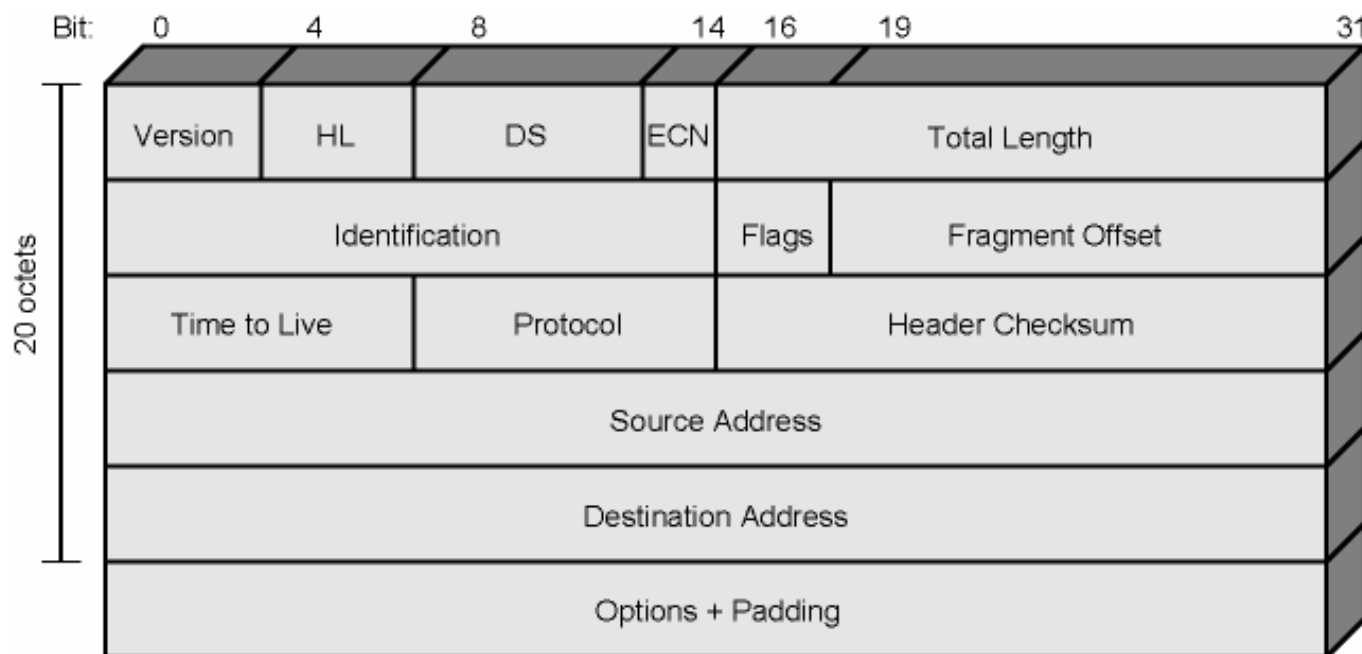 Bit: 0 4 8 14 16 19 31
Version HL DS ECN Total Length
Identification Flags Fragment Offset
Time to Live Protocol Header Checksum
Source Address
Destination Address
Options + Padding
20 octets